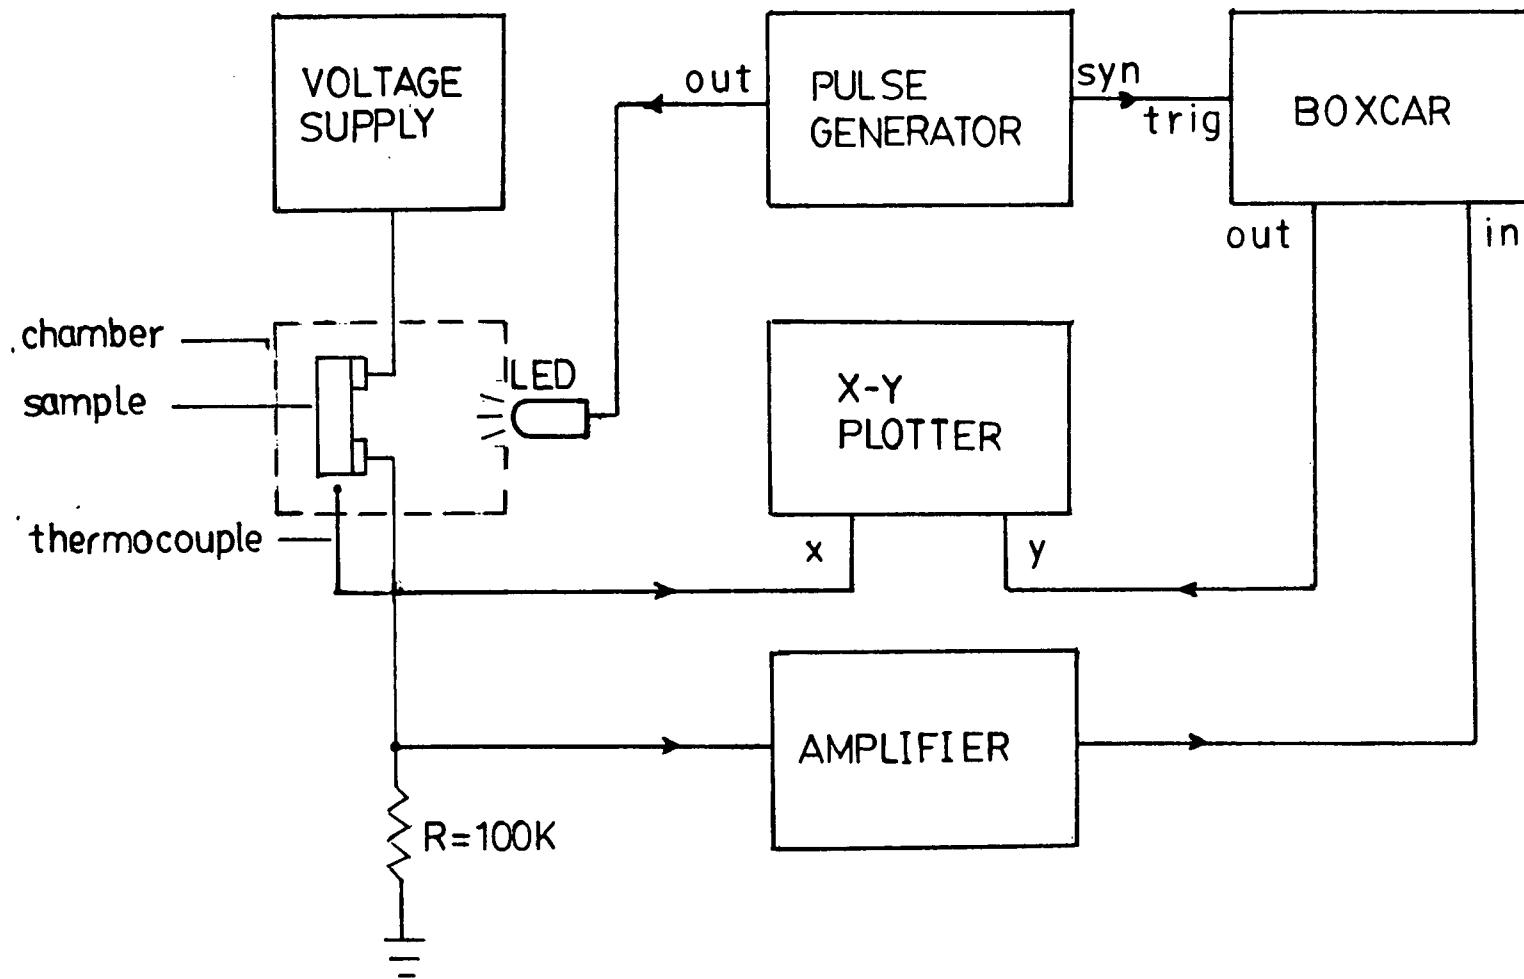 VOLTAGE
SUPPLY
out
PULSE
GENERATOR
syn
trig
BOXCAR
out
in
chamber
sample
LED
X-Y
PLOTTER
thermocouple
x
y
AMPLIFIER
R=100K